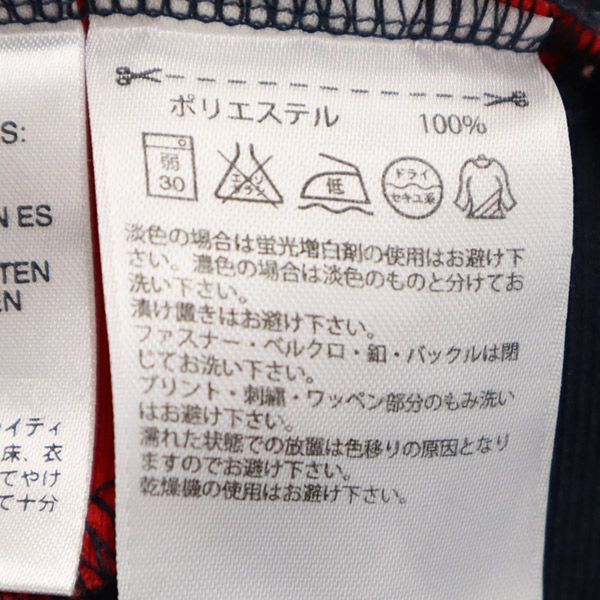 S:
N ES
TEN
EN
イティ
床、衣
てやけ
て十分
ポリエステル 100%
弱
30
エンソ
サラシ
低
ドライ
セキユ系
淡色の場合は蛍光増白剤の使用はお避け下
さい。濃色の場合は淡色のものと分けてお
洗い下さい。
漬け置きはお避け下さい。
ファスナー・ベルクロ・釦・バックルは閉
じてお洗い下さい。
プリント・刺繍・ワッペン部分のもみ洗い
はお避け下さい。
濡れた状態での放置は色移りの原因となり
ますのでお避け下さい。
乾燥機の使用はお避け下さい。